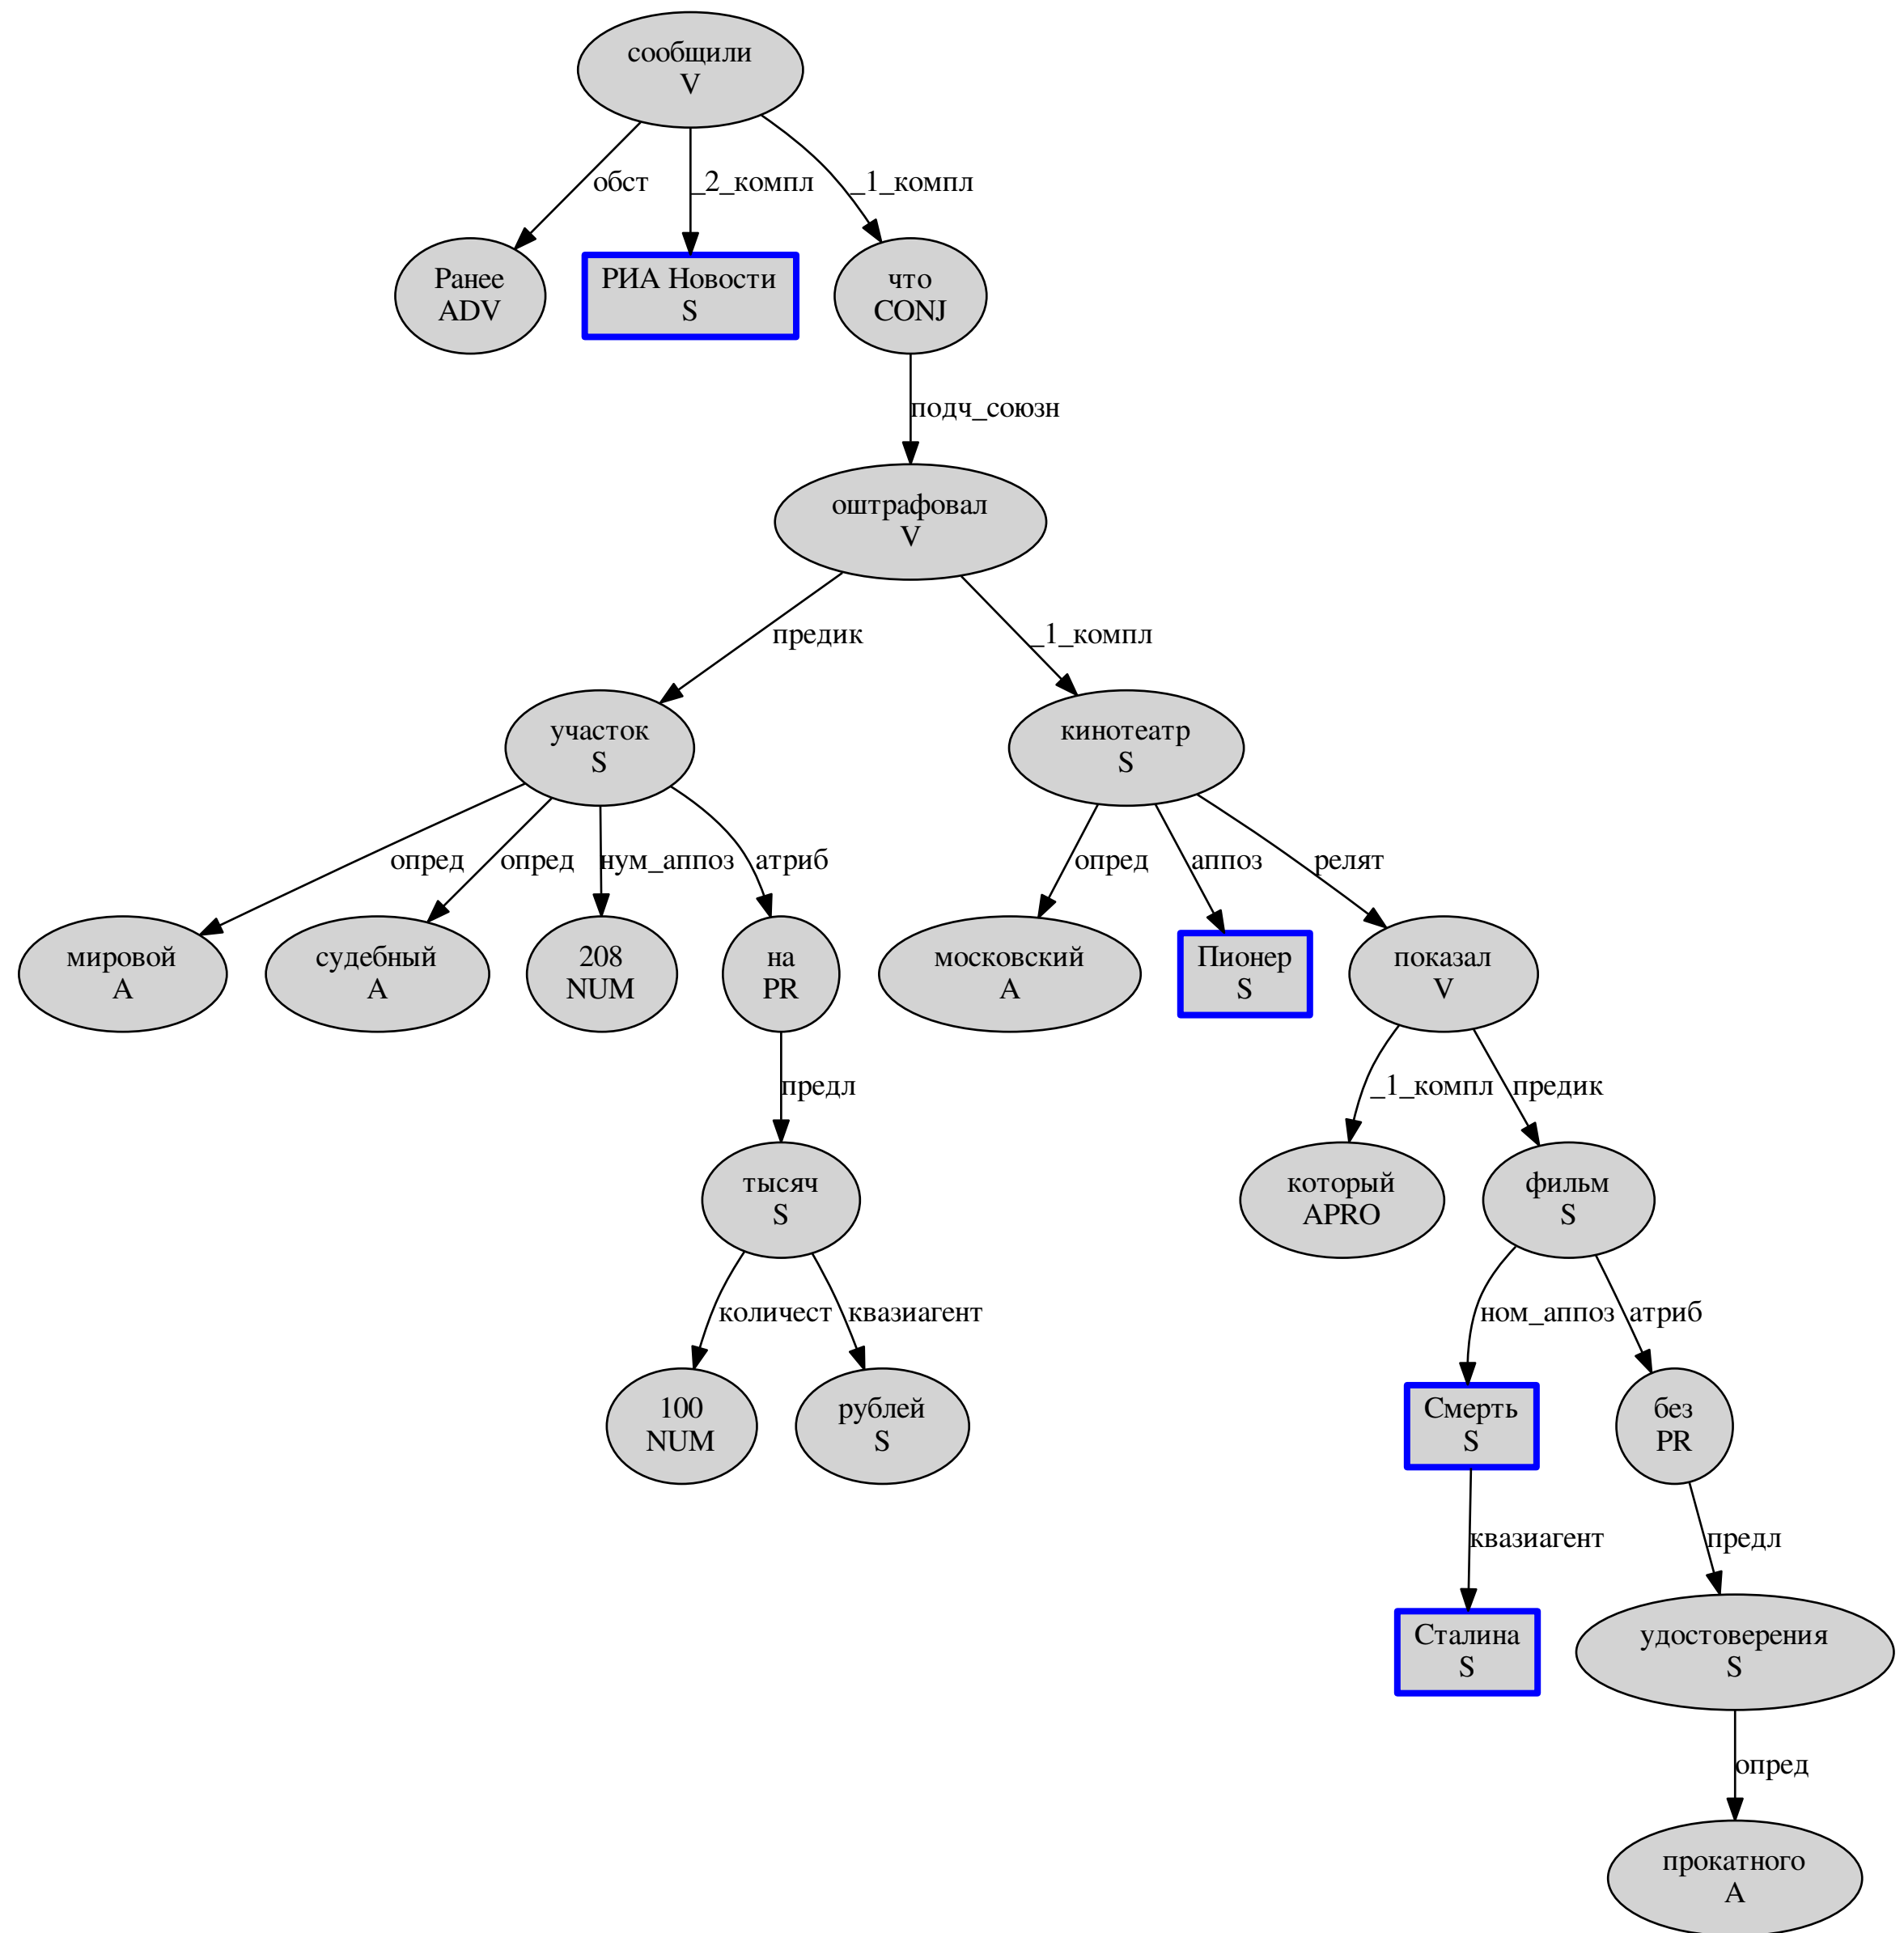 сообщили
V
обст
_2_компл
_1_компл
Ранее
ADV
РИА Новости
S
что
CONJ
подч_союзн
оштрафовал
V
предик
_1_компл
участок
S
кинотеатр
S
опред
опред
нум_аппоз
атриб
опред
аппоз
релят
мировой
A
судебный
A
208
NUM
на
PR
московский
A
Пионер
S
показал
V
предл
_1_компл
предик
тысяч
S
который
APRO
фильм
S
количест
квазиагент
ном_аппоз
атриб
100
NUM
рублей
S
Смерть
S
без
PR
квазиагент
предл
Сталина
S
удостоверения
S
опред
прокатного
A